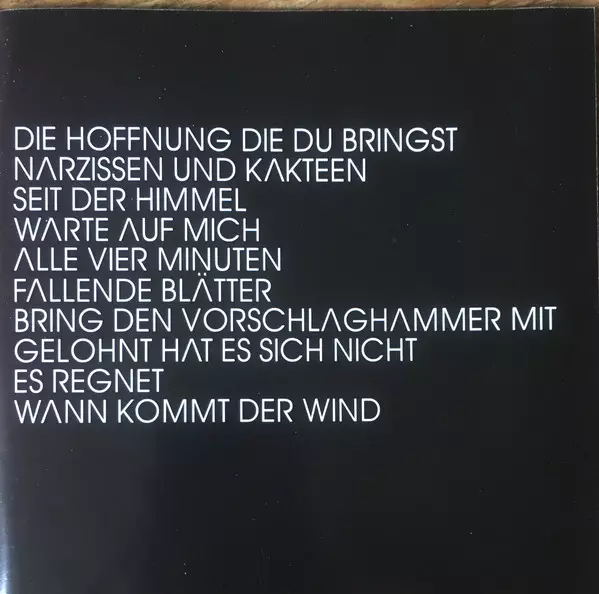 DIE HOFFNUNG DIE DU BRINGST
NARZISSEN UND KAKTEEN
SEIT DER HIMMEL
WARTE AUF MICH
ALLE VIER MINUTEN
FALLENDE BLÄTTER
BRING DEN VORSCHLAGHAMMER MIT
GELOHNT HAT ES SICH NICHT
ES REGNET
WANN KOMMT DER WIND